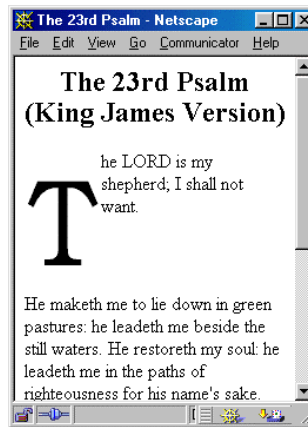 The 23rd Psalm - Netscape
File Edit View Go Communicator Help
The 23rd Psalm
(King James Version)
The LORD is my
shepherd; I shall not
want.
He maketh me to lie down in green
pastures: he leadeth me beside the
still waters. He restoreth my soul: he
leadeth me in the paths of
righteousness for his name's sake.